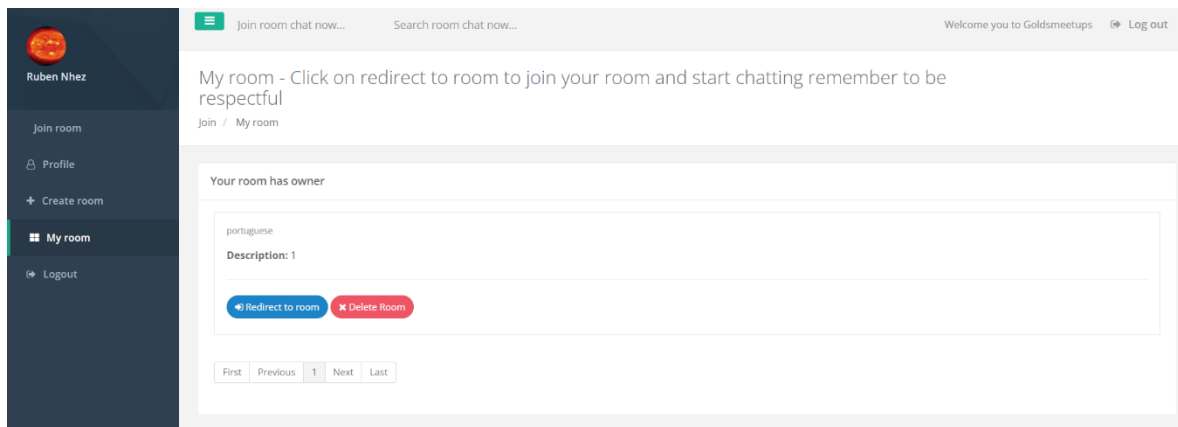 Ruben Nhez
Join room
Profile
Create room
My room
Logout
Join room chat now... Search room chat now... Welcome you to Goldsmeetups Log out
My room - Click on redirect to room to join your room and start chatting remember to be
respectful
Join / My room
Your room has owner
portuguese
Description: 1
Redirect to room Delete Room
First Previous 1 Next Last